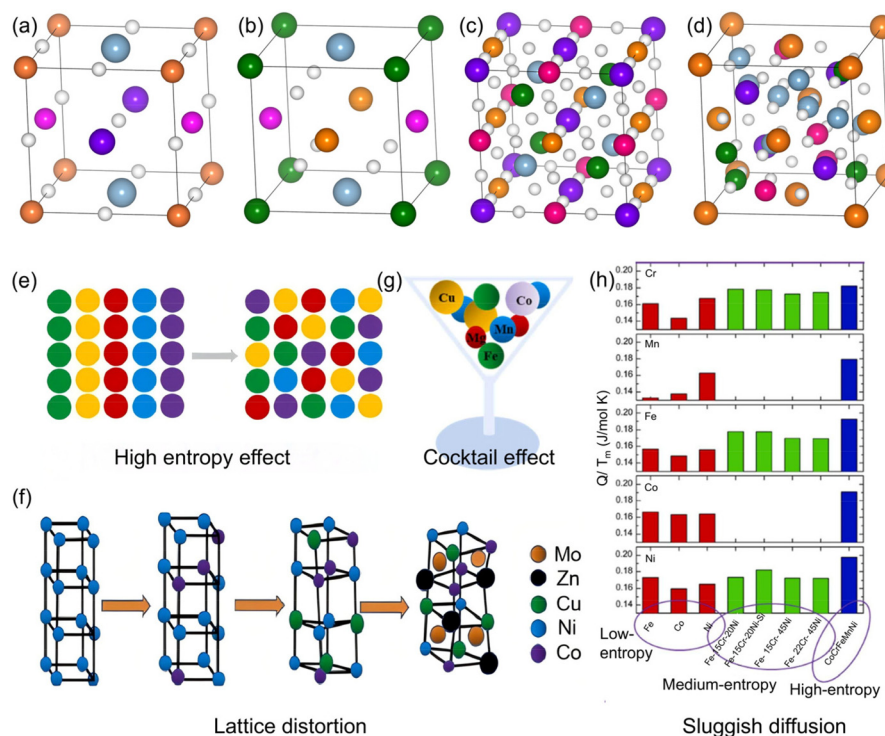 (a)
(b)
(c)
(d)
(e)
High entropy effect
(g)
Cu
Co
Mg
Mn
Fe
Cocktail effect
(f)
Mo
Zn
Cu
Ni
Co
Lattice distortion
(h)
Q/ Tm (J/mol K)
Cr
0.20
0.18
0.16
0.14
Mn
0.20
0.18
0.16
0.14
Fe
0.20
0.18
0.16
0.14
Co
0.20
0.18
0.16
0.14
Ni
0.20
0.18
0.16
0.14
Fe
Co
Ni
Fe-15Cr-20Ni
Fe-15Cr-20Ni-Si
Fe- 15Cr- 45Ni
Fe- 22Cr- 45Ni
CoCrFeMnNi
Low-
entropy
Medium-entropy
High-entropy
Sluggish diffusion